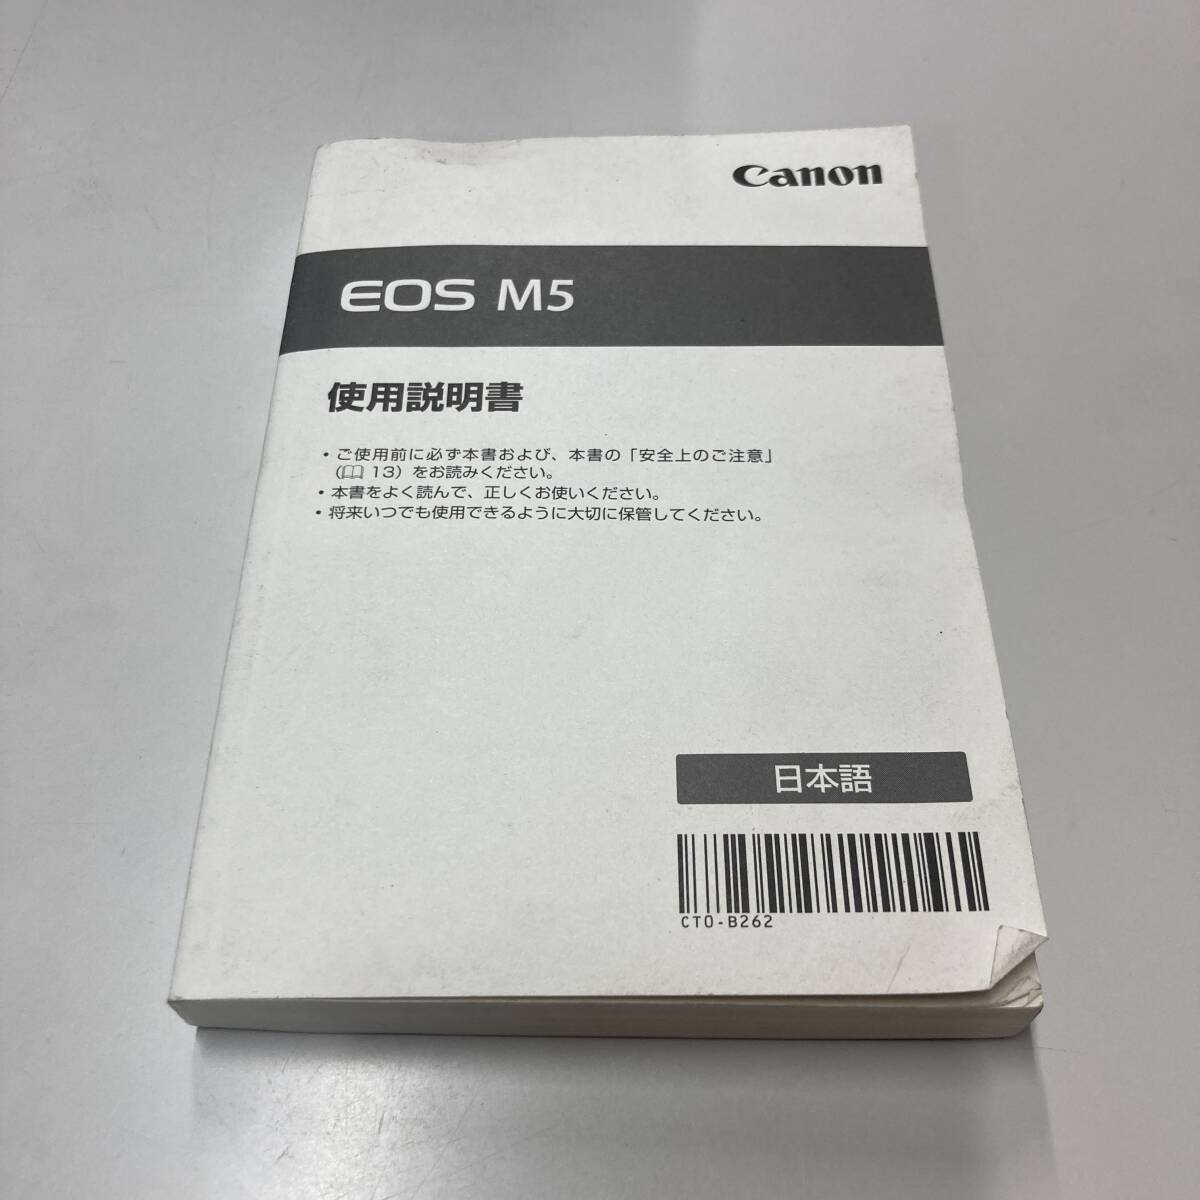 Canon
EOS M5
使用説明書
・ご使用前に必ず本書および、本書の「安全上のご注意」
（📖 13）をお読みください。
・本書をよく読んで、正しくお使いください。
・将来いつでも使用できるように大切に保管してください。
日本語
CT0-B262